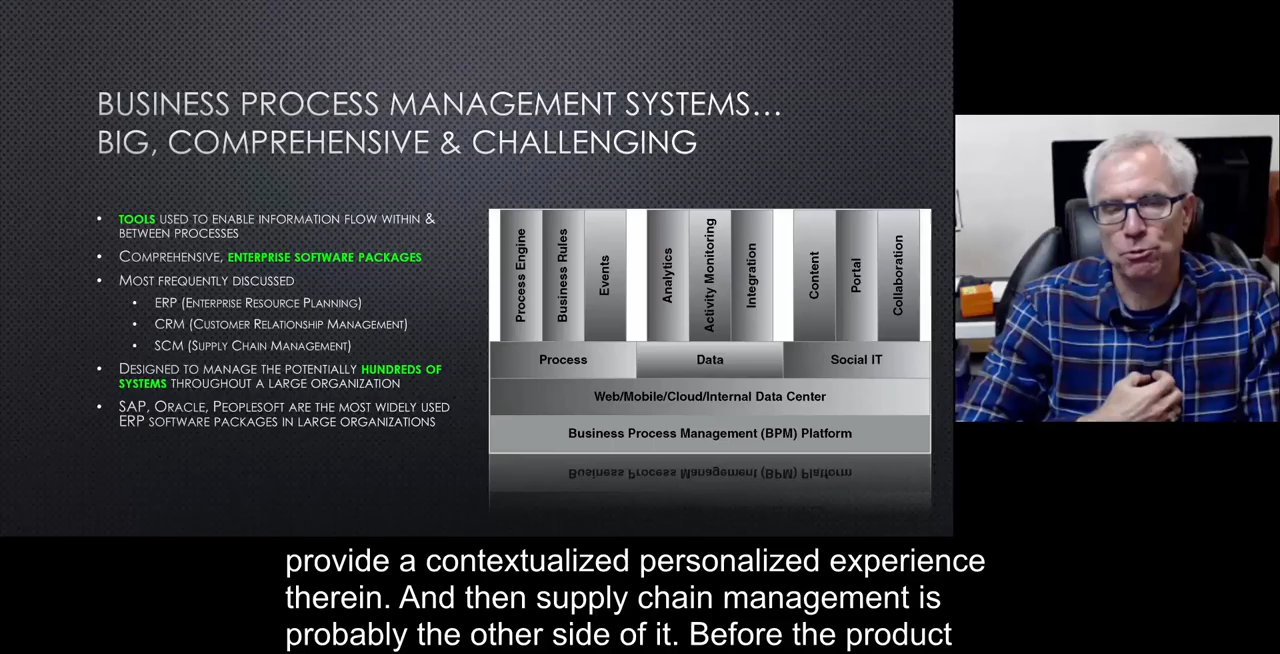 BUSINESS PROCESS MANAGEMENT SYSTEMS…
BIG, COMPREHENSIVE & CHALLENGING
• TOOLS USED TO ENABLE INFORMATION FLOW WITHIN &
BETWEEN PROCESSES
• COMPREHENSIVE, ENTERPRISE SOFTWARE PACKAGES
• MOST FREQUENTLY DISCUSSED
• ERP (ENTERPRISE RESOURCE PLANNING)
• CRM (CUSTOMER RELATIONSHIP MANAGEMENT)
• SCM (SUPPLY CHAIN MANAGEMENT)
• DESIGNED TO MANAGE THE POTENTIALLY HUNDREDS OF
SYSTEMS THROUGHOUT A LARGE ORGANIZATION
• SAP, ORACLE, PEOPLESOFT ARE THE MOST WIDELY USED
ERP SOFTWARE PACKAGES IN LARGE ORGANIZATIONS
Process Engine
Business Rules
Events
Analytics
Activity Monitoring
Integration
Content
Portal
Collaboration
Process
Data
Social IT
Web/Mobile/Cloud/Internal Data Center
Business Process Management (BPM) Platform
Business Process Management (BPM) Platform
provide a contextualized personalized experience
therein. And then supply chain management is
probably the other side of it. Before the product